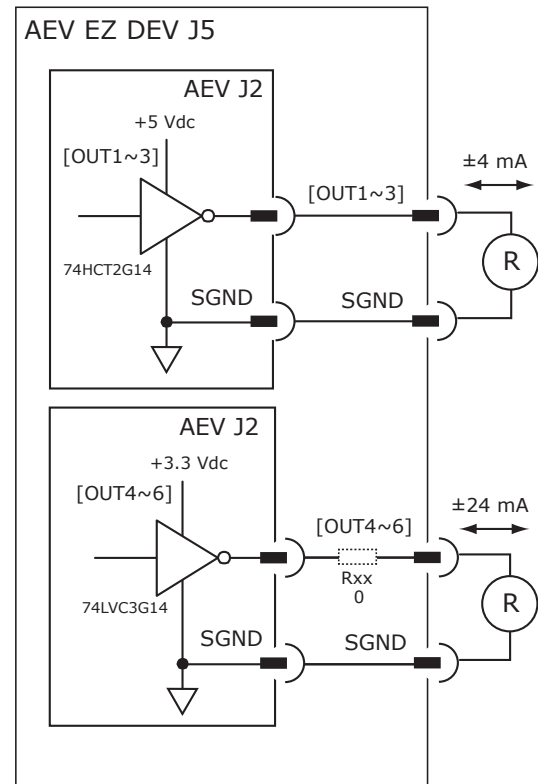 AEV EZ DEV J5
AEV J2
+5 Vdc
[OUT1~3]
[OUT1~3]
±4 mA
R
74HCT2G14
SGND
SGND
AEV J2
+3.3 Vdc
[OUT4~6]
[OUT4~6]
±24 mA
Rxx
0
R
74LVC3G14
SGND
SGND